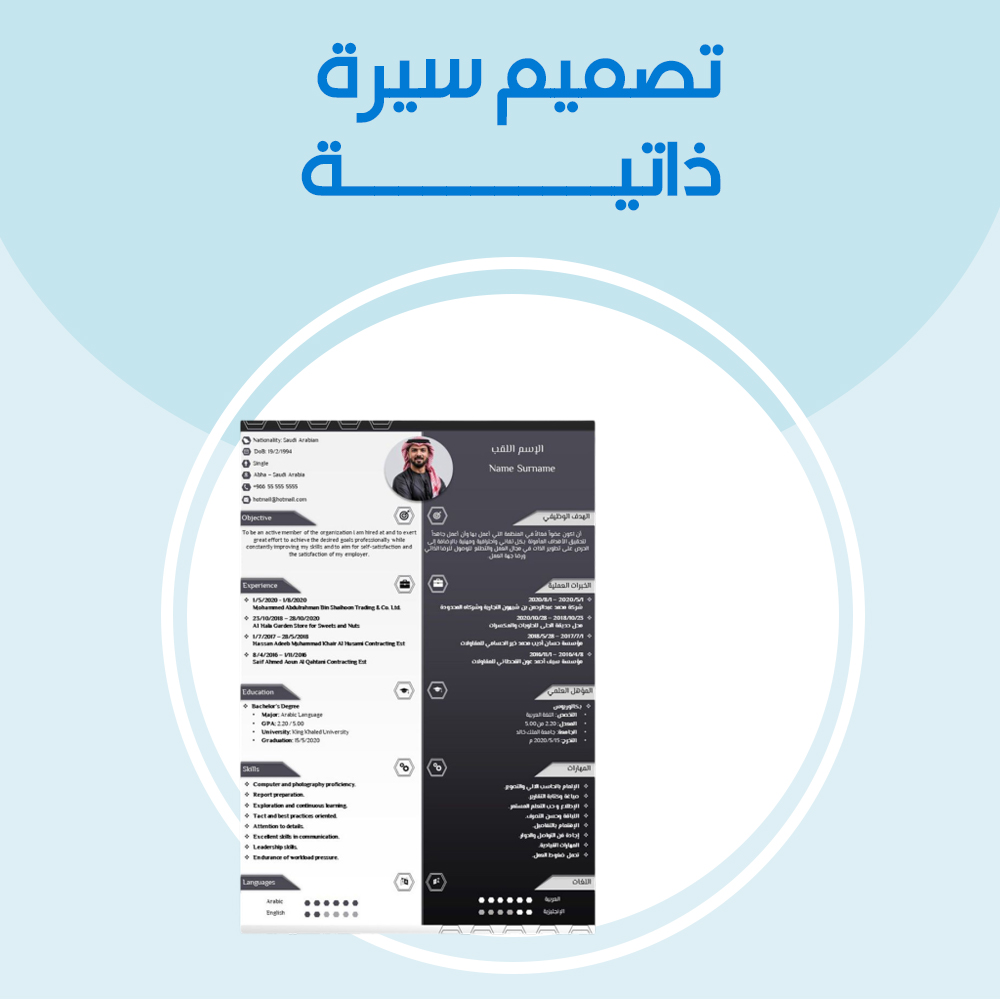 تصميم سيرة
ذاتيـــــــــــــــــــة
Nationality: Saudi Arabian
DoB: 19/2/1994
Single
Abha – Saudi Arabia
+966 55 555 5555
hotmail@hotmail.com
الإسم اللقب
Name Surname
Objective
To be an active member of the organization i am hired at and to exert
great effort to achieve the desired goals professionally while
constantly improving my skills and to aim for self-satisfaction and
the satisfaction of my employer.
الهدف الوظيفي
أن أكون عضواً فعالاً في المنظمة التي أعمل بها وأن أعمل جاهداً
لتحقيق الأهداف المأمولة بكل تفاني واحترافية ومهنية بالإضافة إلى
الحرص على تطوير الذات في مجال العمل والتطلع للوصول للرضا الذاتي
ورضا جهة العمل.
Experience
1/5/2020 – 1/8/2020
Mohammed Abdulrahman Bin Shaihoon Trading & Co. Ltd.
23/10/2018 – 28/10/2020
Al Hala Garden Store for Sweets and Nuts
1/7/2017 – 28/5/2018
Hassan Adeeb Muhammad Khair Al Husami Contracting Est
8/4/2016 – 1/11/2016
Saif Ahmed Aoun Al Qahtani Contracting Est
الخبرات العملية
2020/5/1 – 2020/8/1
شركة محمد عبدالرحمن بن شيهون التجارية وشركاه المحدودة
2018/10/23 – 2020/10/28
محل حديقة الحلى للحلويات والمكسرات
2017/7/1 – 2018/5/28
مؤسسة حسان أديب محمد خير الحسامي للمقاولات
2016/4/8 – 2016/11/1
مؤسسة سيف أحمد عون القحطاني للمقاولات
Education
Bachelor's Degree
Major: Arabic Language
GPA: 2.20 / 5.00
University: King Khaled University
Graduation: 15/5/2020
المؤهل العلمي
بكالوريوس
التخصص: اللغة العربية
المعدل: 2.20 من 5.00
الجامعة: جامعة الملك خالد
التخرج: 2020/5/15 م
Skills
Computer and photography proficiency.
Report preparation.
Exploration and continuous learning.
Tact and best practices oriented.
Attention to details.
Excellent skills in communication.
Leadership skills.
Endurance of workload pressure.
المهارات
الإلمام بالحاسب الآلي والتصوير.
صياغة وكتابة التقارير.
الإطلاع وحب التعلم المستمر.
اللباقة وحسن التصرف.
الإهتمام بالتفاصيل.
إجادة فن التواصل والحوار
المهارات القيادية.
تحمل ضغوط العمل.
Languages
Arabic
English
اللغات
العربية
الإنجليزية